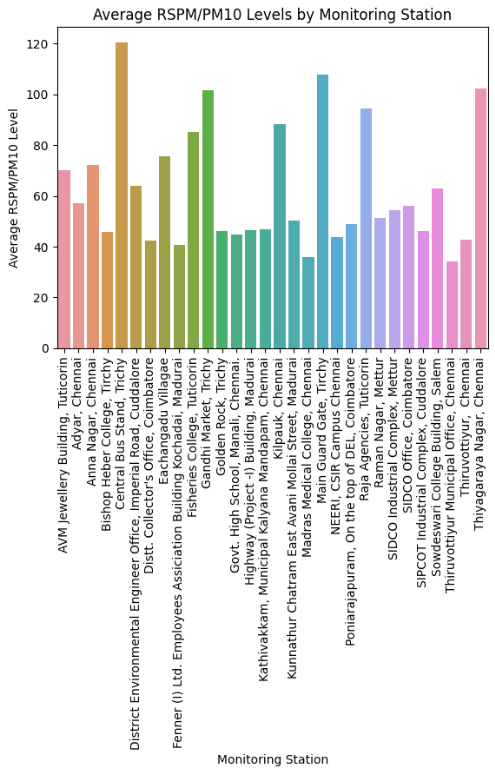 Average RSPM/PM10 Levels by Monitoring Station
Average RSPM/PM10 Level
120
100
80
60
40
20
0
AVM Jewellery Building, Tuticorin
Adyar, Chennai
Anna Nagar, Chennai
Bishop Heber College, Tirchy
Central Bus Stand, Trichy
District Environmental Engineer Office, Imperial Road, Cuddalore
Distt. Collector's Office, Coimbatore
Eachangadu Villagae
Fenner (I) Ltd. Employees Assiciation Building Kochadai, Madurai
Fisheries College, Tuticorin
Gandhi Market, Trichy
Golden Rock, Trichy
Govt. High School, Manali, Chennai.
Highway (Project -I) Building, Madurai
Kathivakkam, Municipal Kalyana Mandapam, Chennai
Kilpauk, Chennai
Kunnathur Chatram East Avani Mollai Street, Madurai
Madras Medical College, Chennai
Main Guard Gate, Tirchy
NEERI, CSIR Campus Chennai
Poniarajapuram, On the top of DEL, Coimbatore
Raja Agencies, Tuticorin
Raman Nagar, Mettur
SIDCO Industrial Complex, Mettur
SIDCO Office, Coimbatore
SIPCOT Industrial Complex, Cuddalore
Sowdeswari College Building, Salem
Thiruvottiyur Municipal Office, Chennai
Thiruvottiyur, Chennai
Thiyagaraya Nagar, Chennai
Monitoring Station